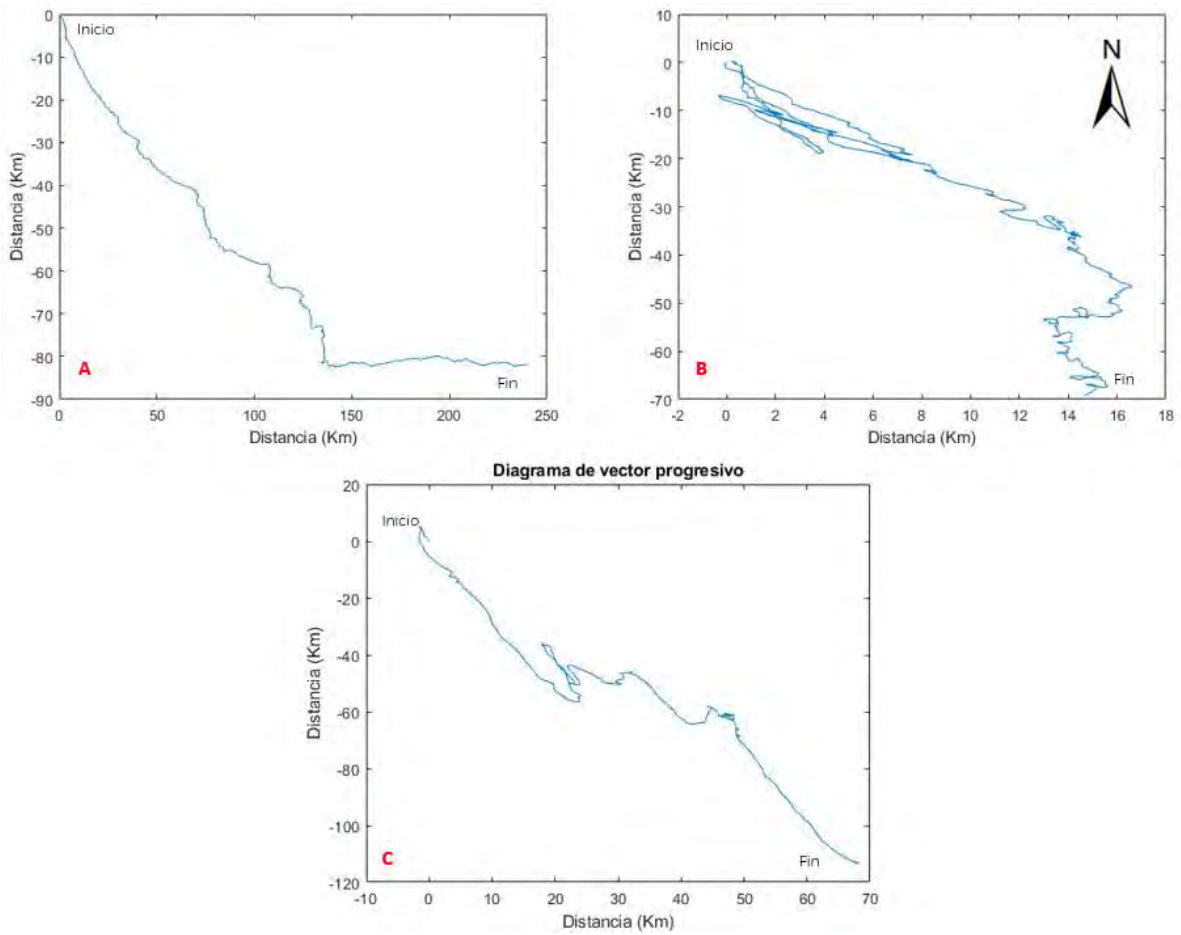 0
-10
-20
-30
-40
-50
-60
-70
-80
-90
Distancia (Km)
Inicio
A
Fin
0 50 100 150 200 250
Distancia (Km)
10
0
-10
-20
-30
-40
-50
-60
-70
Distancia (Km)
Inicio
N
B
Fin
-2 0 2 4 6 8 10 12 14 16 18
Distancia (Km)
Diagrama de vector progresivo
20
0
-20
-40
-60
-80
-100
-120
Distancia (Km)
Inicio
C
Fin
-10 0 10 20 30 40 50 60 70
Distancia (Km)